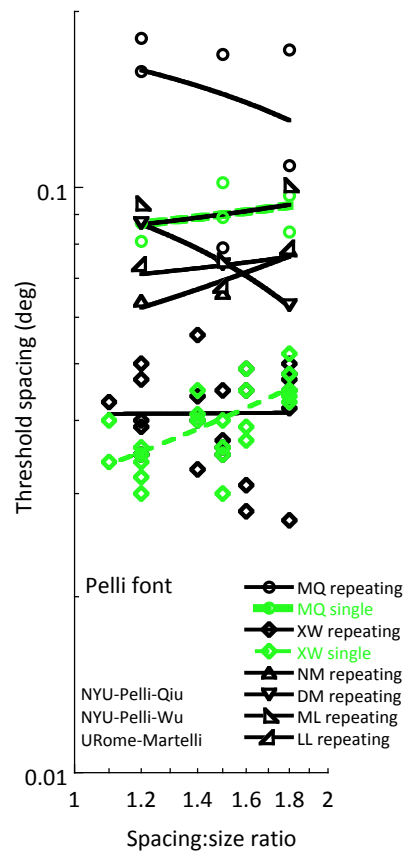 0.1
Threshold spacing (deg)
Pelli font
MQ repeating
MQ single
XW repeating
XW single
NM repeating
NYU-Pelli-Qiu
DM repeating
NYU-Pelli-Wu
ML repeating
URome-Martelli
LL repeating
0.01
1 1.2 1.4 1.6 1.8 2
Spacing:size ratio